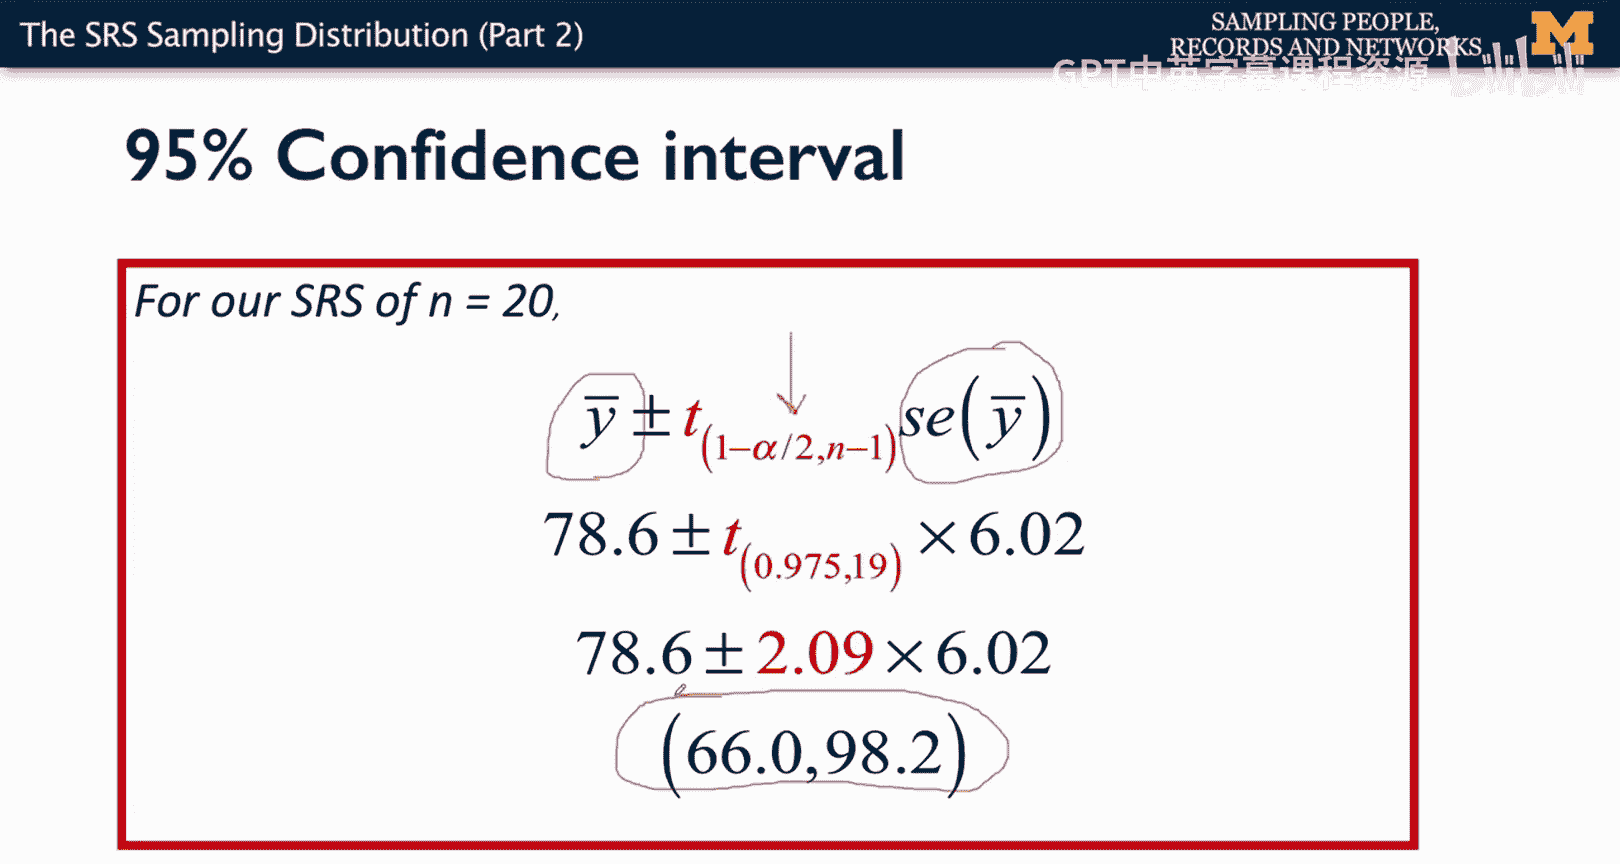 The SRS Sampling Distribution (Part 2)
SAMPLING PEOPLE,
RECORDS AND NETWORKS
M
GPT中英字幕课程资源 bilibili
95% Confidence interval
For our SRS of n = 20,
y̅ ± t(1−α/2,n−1)se(y̅)
78.6 ± t(0.975,19) × 6.02
78.6 ± 2.09 × 6.02
(66.0,98.2)